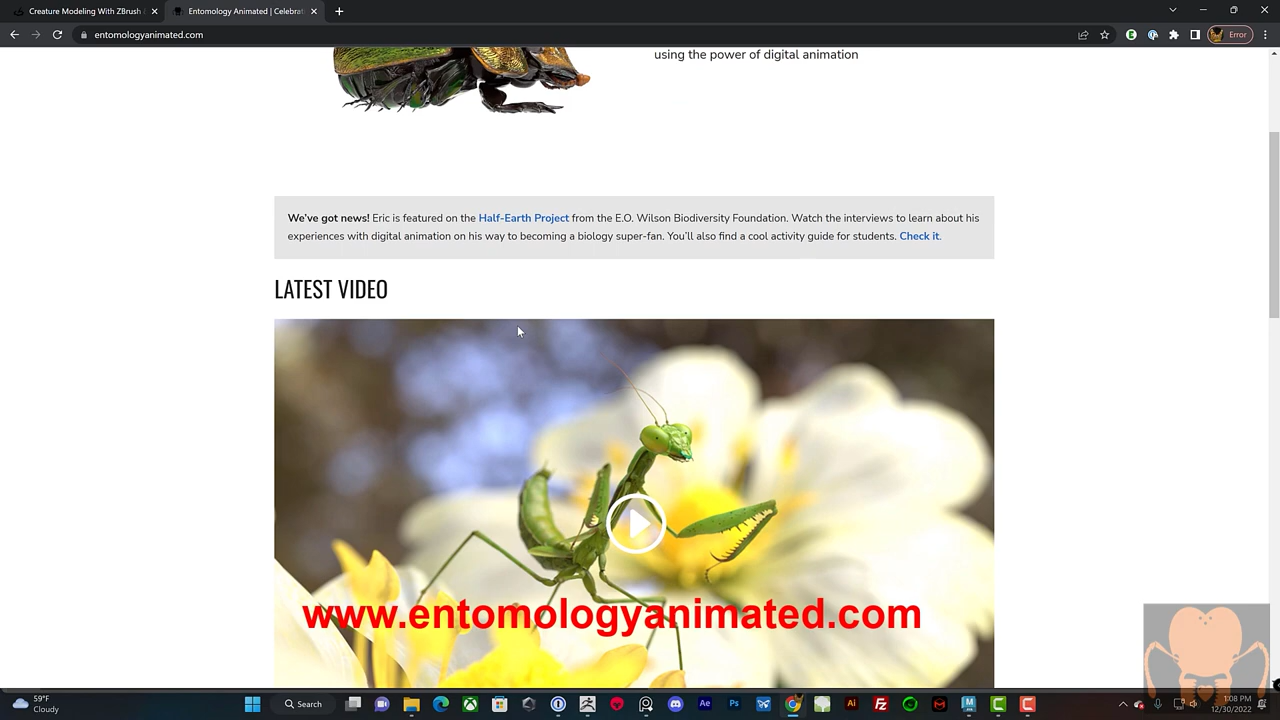 Creature Modeling With ZBrush &
Entomology Animated | Celebrat
entomologyanimated.com
Error
using the power of digital animation
We've got news! Eric is featured on the Half-Earth Project from the E.O. Wilson Biodiversity Foundation. Watch the interviews to learn about his
experiences with digital animation on his way to becoming a biology super-fan. You'll also find a cool activity guide for students. Check it.
LATEST VIDEO
www.entomologyanimated.com
59°F
Cloudy
Search
Ae
Ps
Ai
Fz
1:08 PM
12/30/2022